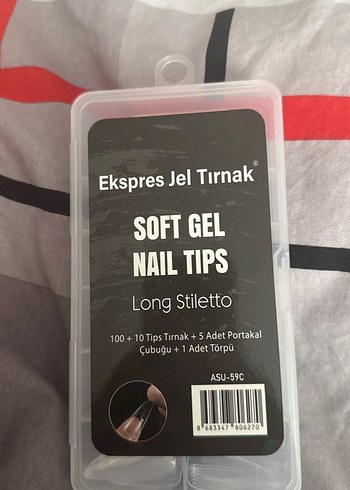 Ekspres Jel Tırnak®
SOFT GEL
NAIL TIPS
Long Stiletto
100 + 10 Tips Tırnak + 5 Adet Portakal
Çubuğu + 1 Adet Törpü
ASU-59C
8 683347 806270